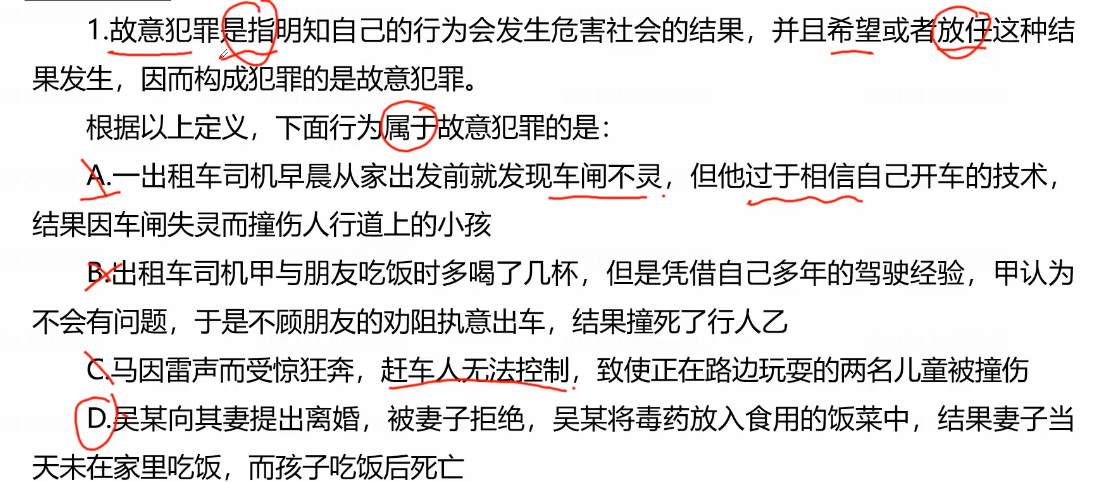 1.故意犯罪是指明知自己的行为会发生危害社会的结果，并且希望或者放任这种结
果发生，因而构成犯罪的是故意犯罪。
根据以上定义，下面行为属于故意犯罪的是：
A.一出租车司机早晨从家出发前就发现车闸不灵，但他过于相信自己开车的技术，
结果因车闸失灵而撞伤人行道上的小孩
B.出租车司机甲与朋友吃饭时多喝了几杯，但是凭借自己多年的驾驶经验，甲认为
不会有问题，于是不顾朋友的劝阻执意出车，结果撞死了行人乙
C.马因雷声而受惊狂奔，赶车人无法控制，致使正在路边玩耍的两名儿童被撞伤
D.吴某向其妻提出离婚，被妻子拒绝，吴某将毒药放入食用的饭菜中，结果妻子当
天未在家里吃饭，而孩子吃饭后死亡